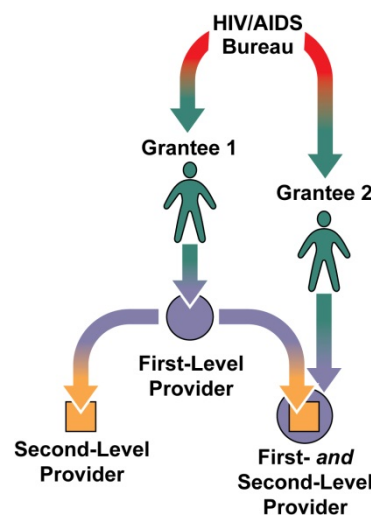 HIV/AIDS
Bureau
Grantee 1
Grantee 2
First-Level
Provider
Second-Level
Provider
First- and
Second-Level
Provider